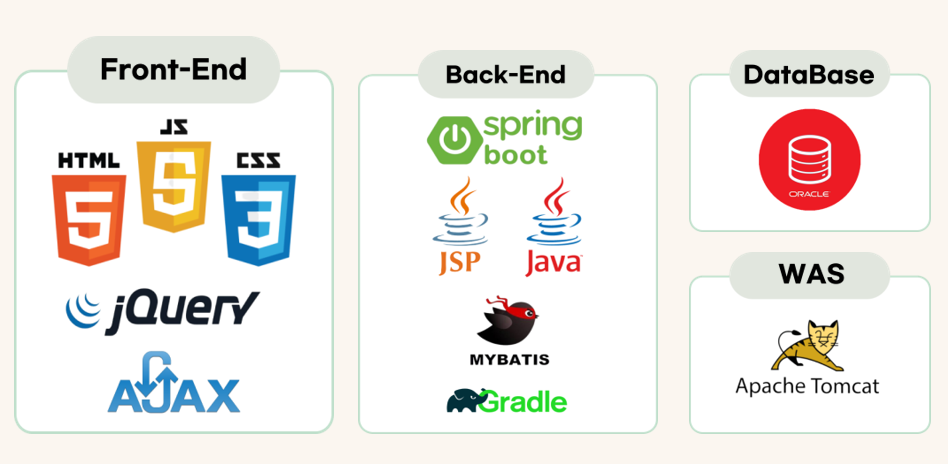 Front-End
JS
HTML
CSS
5
5
3
jQuery
AJAX
Back-End
spring
boot
JSP
Java
MYBATIS
Gradle
DataBase
ORACLE
WAS
Apache Tomcat